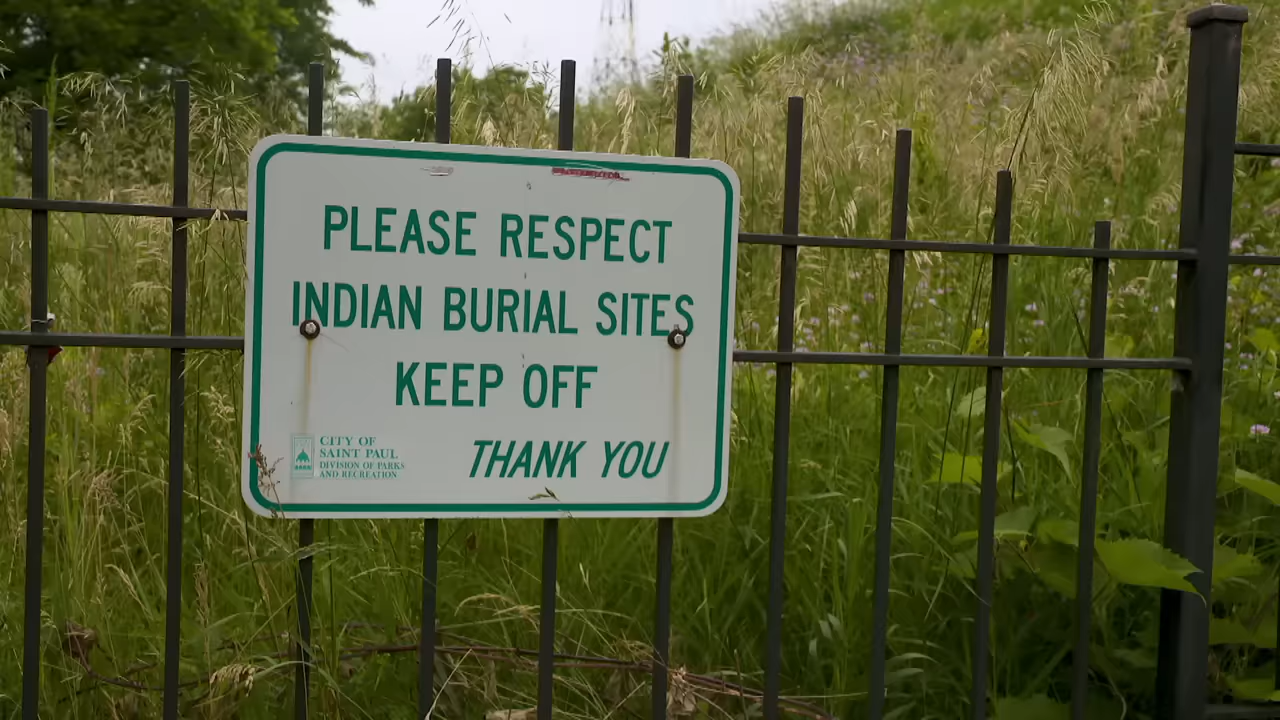 PLEASE RESPECT
INDIAN BURIAL SITES
KEEP OFF
THANK YOU
CITY OF
SAINT PAUL
DIVISION OF PARKS
AND RECREATION